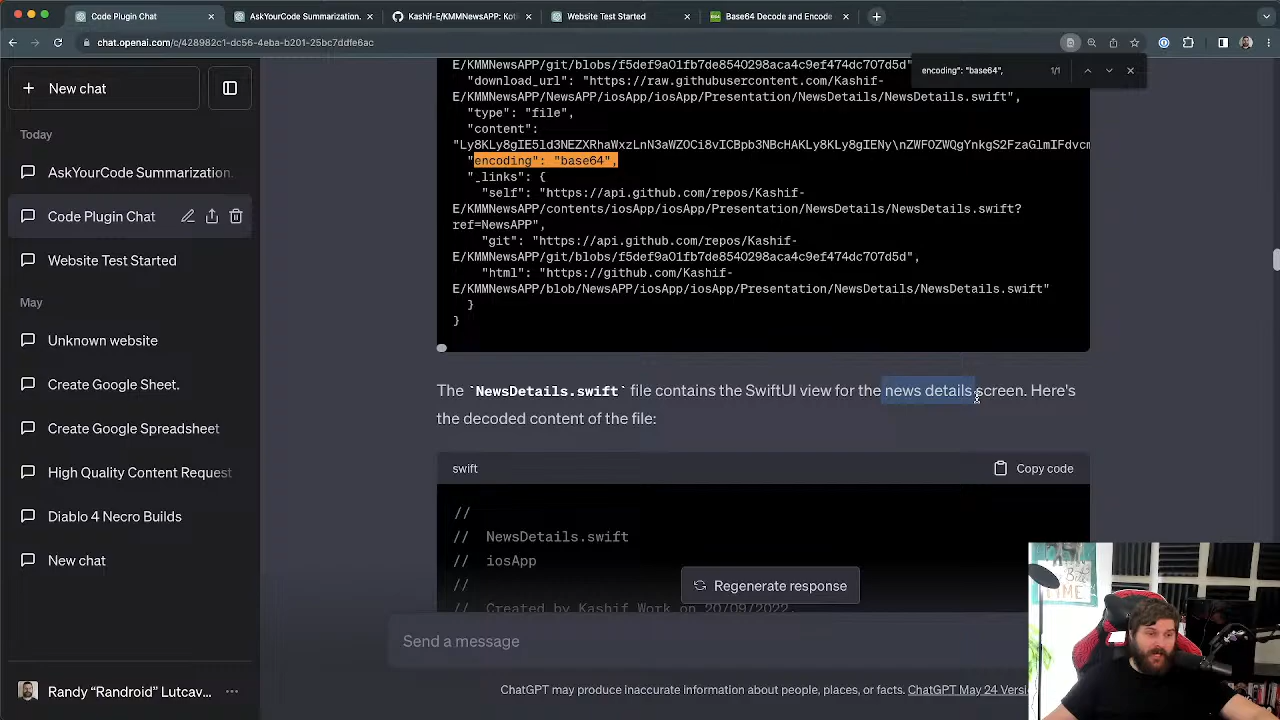 Code Plugin Chat
AskYourCode Summarization.
Kashif-E/KMMNewsAPP: Kot
Website Test Started
Base64 Decode and Encode
chat.openai.com/c/428982c1-dc56-4eba-b201-25bc7ddfe6ac
encoding": "base64",
1/1
New chat
Today
AskYourCode Summarization.
Code Plugin Chat
Website Test Started
May
Unknown website
Create Google Sheet.
Create Google Spreadsheet
High Quality Content Request
Diablo 4 Necro Builds
New chat
Randy “Randroid” Lutcav...
E/KMMNewsAPP/git/blobs/f5def9a01fb7de8540298aca4c9ef474dc707d5d"
"download_url": "https://raw.githubusercontent.com/Kashif-
E/KMMNewsAPP/NewsAPP/iosApp/iosApp/Presentation/NewsDetails/NewsDetails.swift",
"type": "file",
"content":
"_links": {
"encoding": "base64",
"self": "https://api.github.com/repos/Kashif-
E/KMMNewsAPP/contents/iosApp/iosApp/Presentation/NewsDetails/NewsDetails.swift?
ref=NewsAPP",
"git": "https://api.github.com/repos/Kashif-
E/KMMNewsAPP/git/blobs/f5def9a01fb7de8540298aca4c9ef474dc707d5d",
"html": "https://github.com/Kashif-
E/KMMNewsAPP/blob/NewsAPP/iosApp/iosApp/Presentation/NewsDetails/NewsDetails.swift"
}
}
The `NewsDetails.swift` file contains the SwiftUI view for the news details screen. Here's
the decoded content of the file:
swift
Copy code
//
// NewsDetails.swift
// iosApp
//
// Created by Kashif Work on 20/09/2022.
Regenerate response
Send a message
ChatGPT may produce inaccurate information about people, places, or facts. ChatGPT May 24 Versi